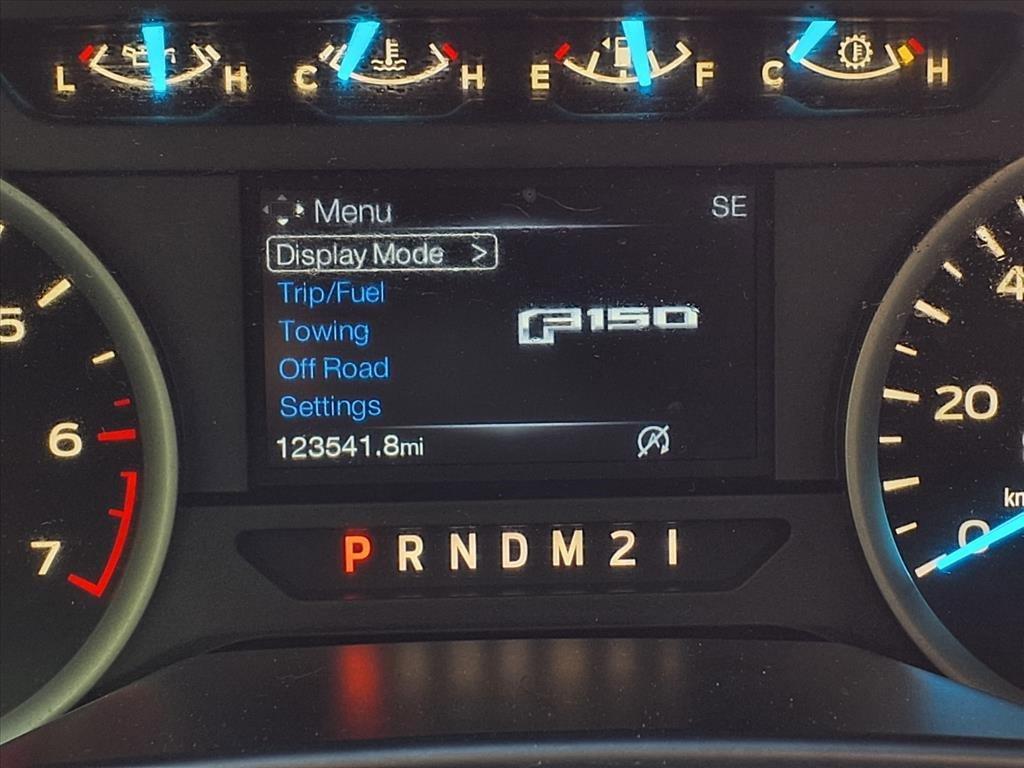 L H C H E F C H
Menu SE
Display Mode >
Trip/Fuel
Towing
Off Road
Settings
F150
123541.8mi
P R N D M 2 1
5
6
7
20
0